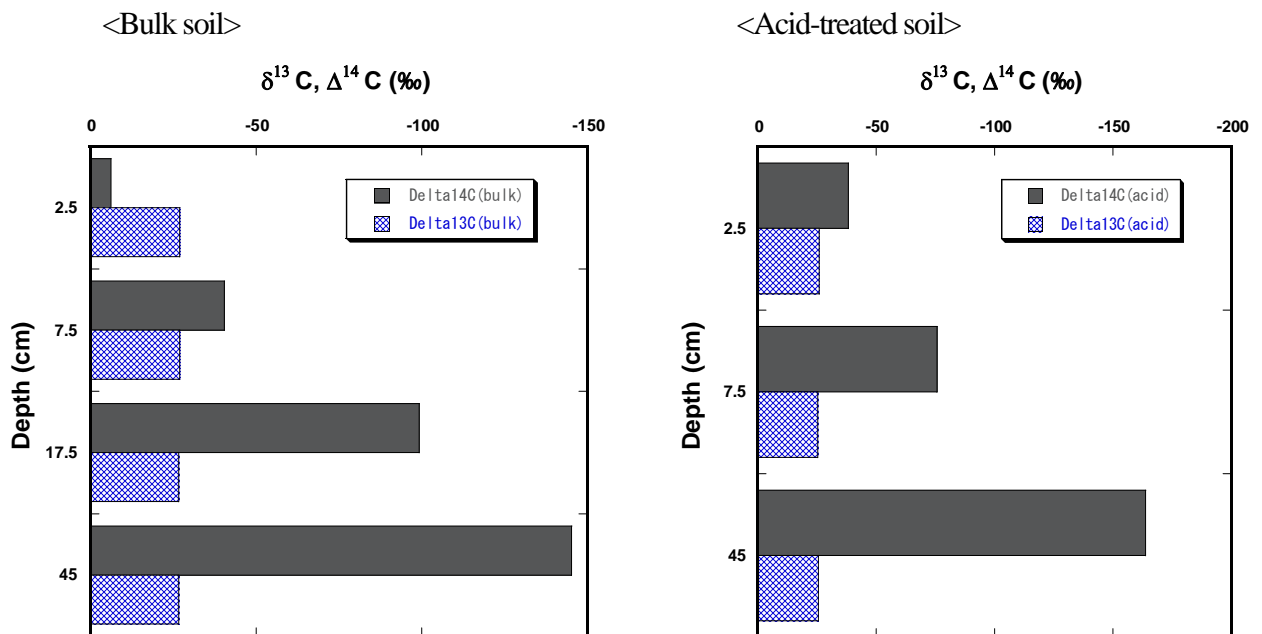 <Bulk soil>
δ¹³ C, Δ¹⁴ C (‰)
0 -50 -100 -150
Delta14C(bulk)
Delta13C(bulk)
2.5
7.5
17.5
45
Depth (cm)
<Acid-treated soil>
δ¹³ C, Δ¹⁴ C (‰)
0 -50 -100 -150 -200
Delta14C(acid)
Delta13C(acid)
2.5
7.5
45
Depth (cm)